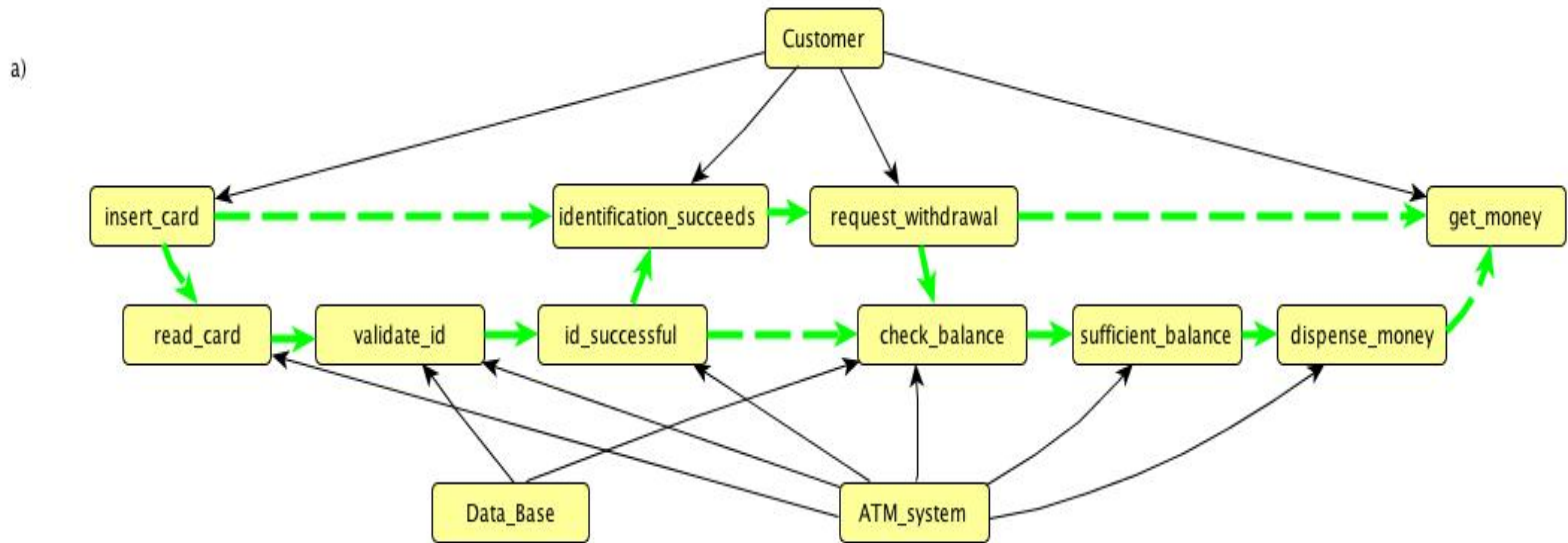 Customer
a)
insert_card
identification_succeeds
request_withdrawal
get_money
read_card
validate_id
id_successful
check_balance
sufficient_balance
dispense_money
Data_Base
ATM_system